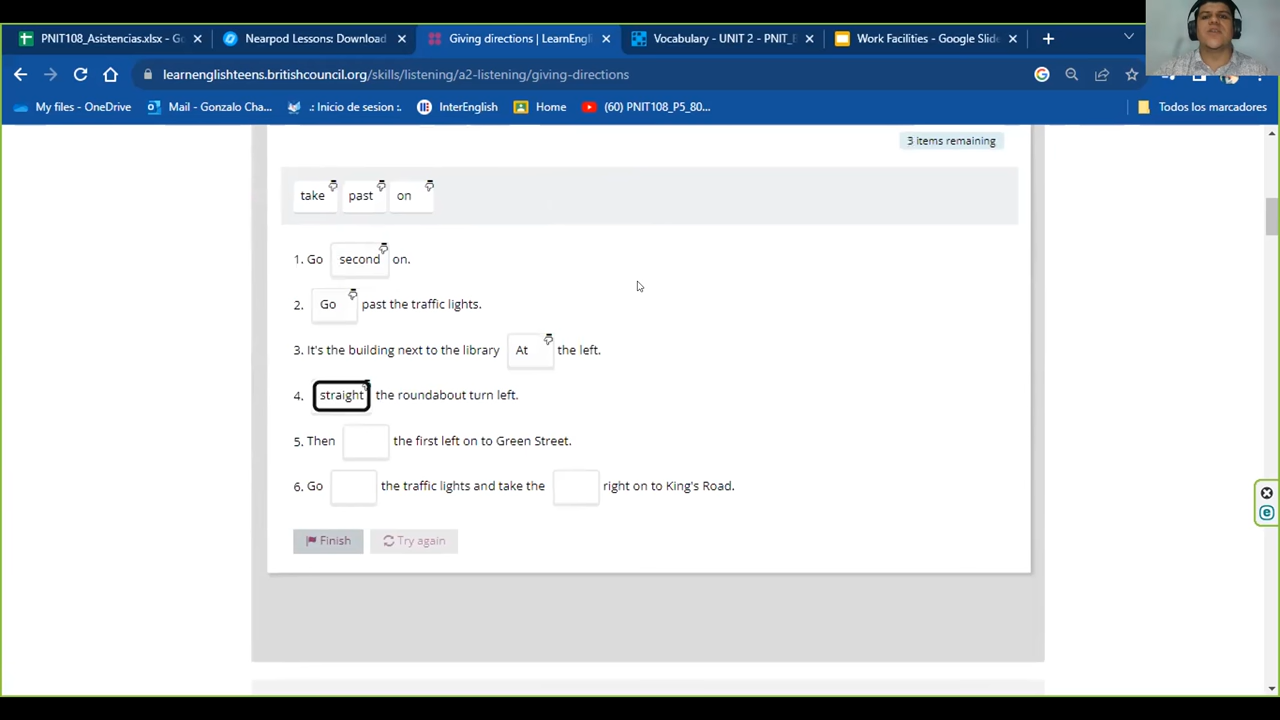 PNIT108_Asistencias.xlsx - Go
Nearpod Lessons: Download
Giving directions | LearnEngli
Vocabulary - UNIT 2 - PNIT_E
Work Facilities - Google Slide
learnenglishteens.britishcouncil.org/skills/listening/a2-listening/giving-directions
My files - OneDrive
Mail - Gonzalo Cha...
.: Inicio de sesion :.
InterEnglish
Home
(60) PNIT108_P5_80...
Todos los marcadores
3 items remaining
take past on
1. Go second on.
2. Go past the traffic lights.
3. It's the building next to the library At the left.
4. straight the roundabout turn left.
5. Then the first left on to Green Street.
6. Go the traffic lights and take the right on to King's Road.
Finish Try again